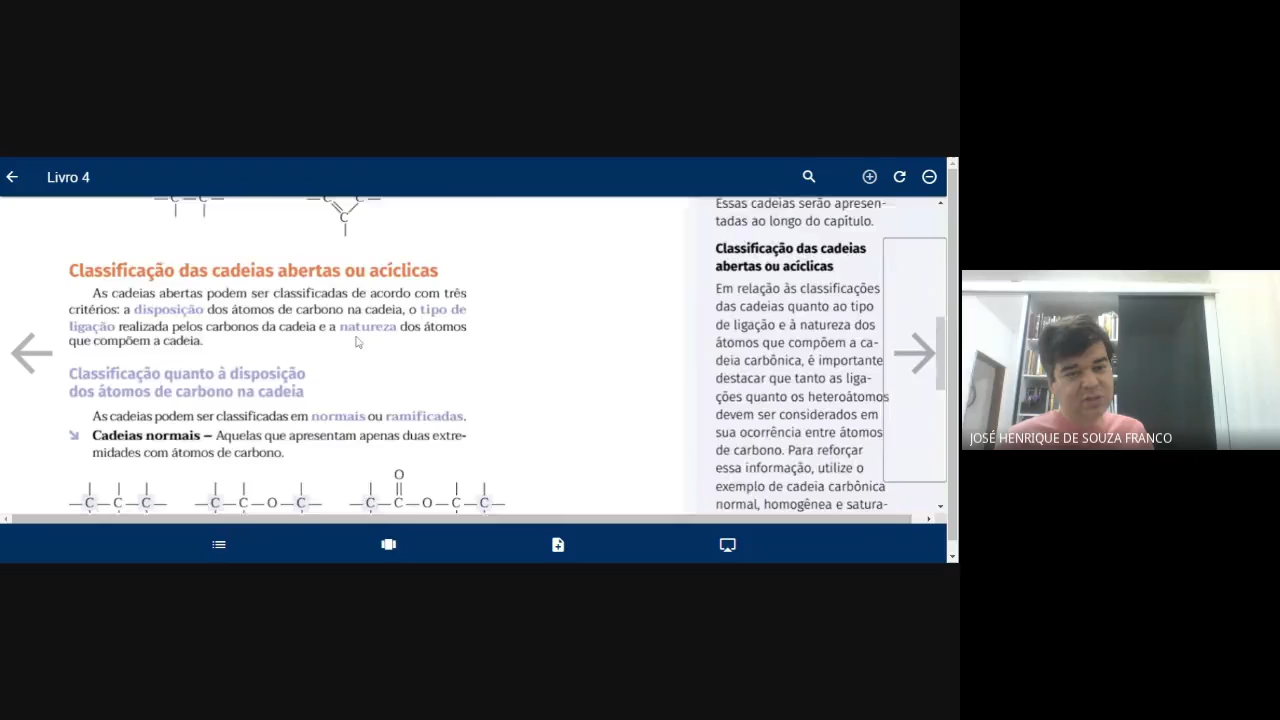 Livro 4
Classificação das cadeias abertas ou acíclicas
As cadeias abertas podem ser classificadas de acordo com três
critérios: a disposição dos átomos de carbono na cadeia, o tipo de
ligação realizada pelos carbonos da cadeia e a natureza dos átomos
que compõem a cadeia.
Classificação quanto à disposição
dos átomos de carbono na cadeia
As cadeias podem ser classificadas em normais ou ramificadas.
Cadeias normais – Aquelas que apresentam apenas duas extre-
midades com átomos de carbono.
O
C — C — C
C — C — O — C
C — C — O — C — C
Essas cadeias serão apresen-
tadas ao longo do capítulo.
Classificação das cadeias
abertas ou acíclicas
Em relação às classificações
das cadeias quanto ao tipo
de ligação e à natureza dos
átomos que compõem a ca-
deia carbônica, é importante
destacar que tanto as liga-
ções quanto os heteroátomos
devem ser considerados em
sua ocorrência entre átomos
de carbono. Para reforçar
essa informação, utilize o
exemplo de cadeia carbônica
normal, homogênea e satura-
JOSÉ HENRIQUE DE SOUZA FRANCO